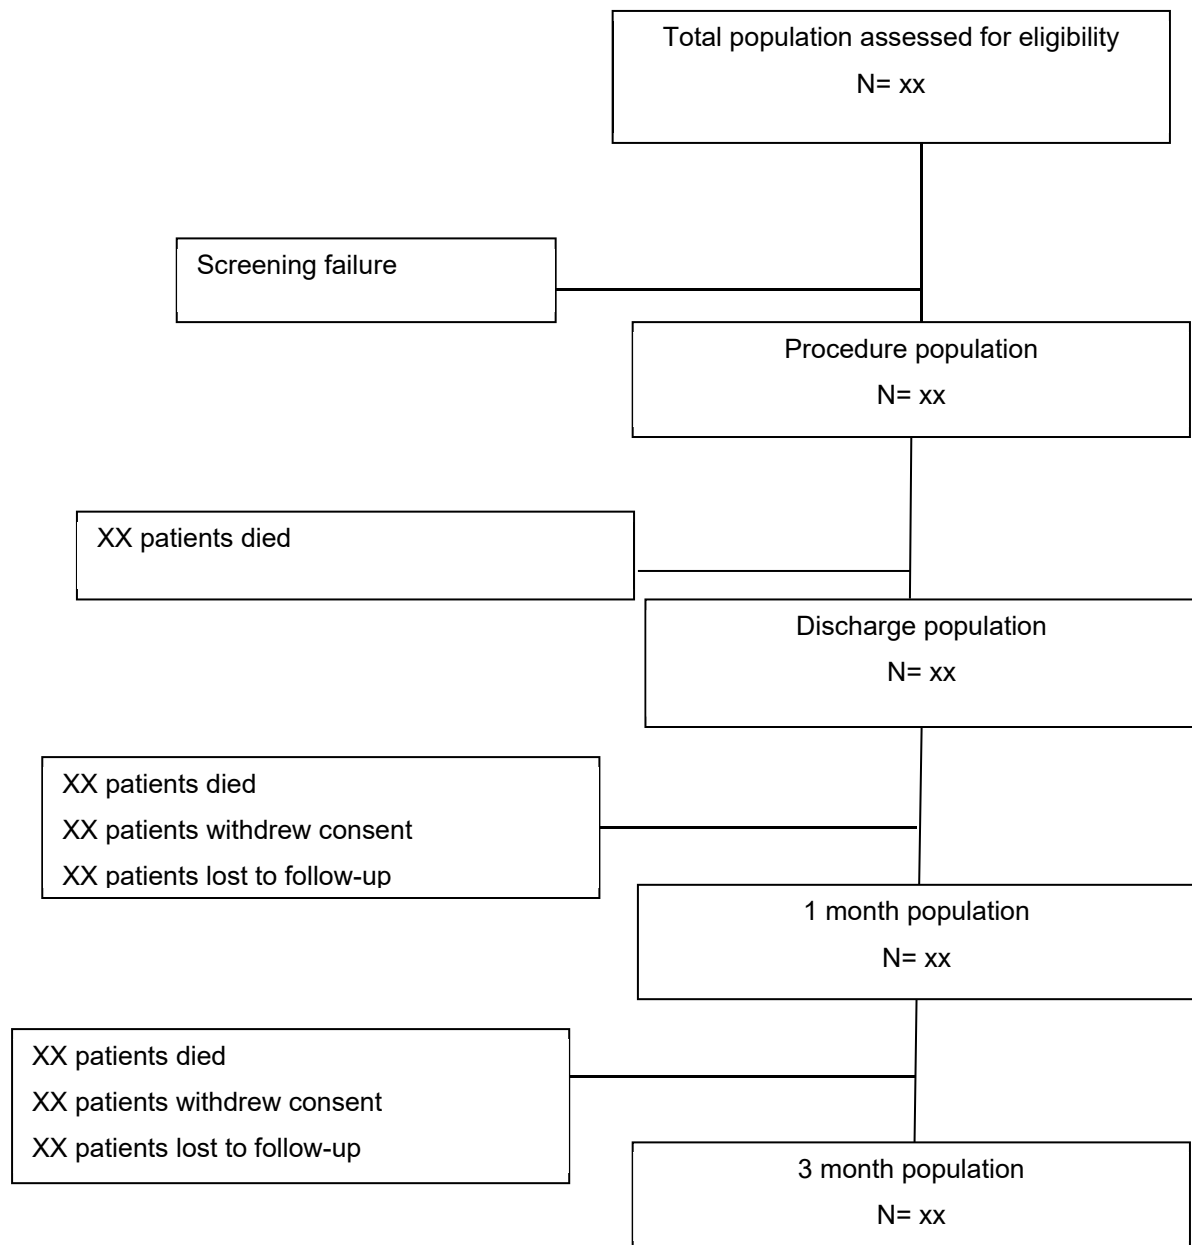 Total population assessed for eligibility
N= xx
Screening failure
Procedure population
N= xx
XX patients died
Discharge population
N= xx
XX patients died
XX patients withdrew consent
XX patients lost to follow-up
1 month population
N= xx
XX patients died
XX patients withdrew consent
XX patients lost to follow-up
3 month population
N= xx